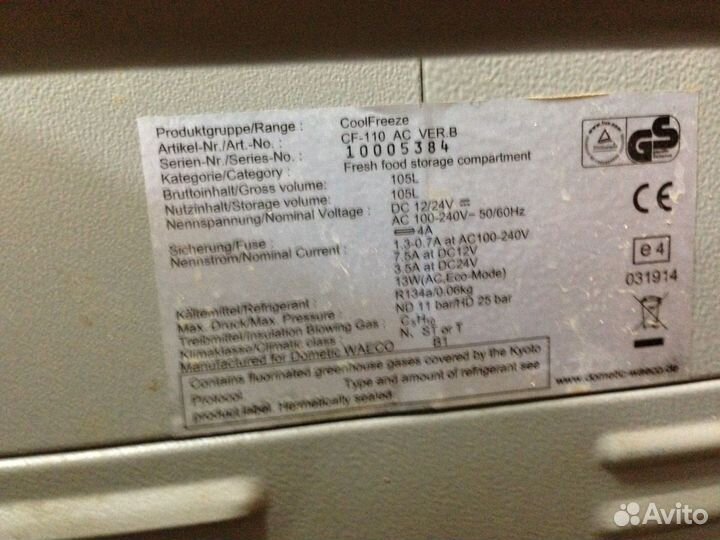 Produktgruppe/Range : CoolFreeze
Artikel-Nr./Art.-No. : CF-110 AC VER.B
Serien-Nr./Series-No. : 10005384
Kategorie/Category : Fresh food storage compartment
Bruttoinhalt/Gross volume: 105L
Nutzinhalt/Storage volume: 105L
Nennspannung/Nominal Voltage : DC 12/24V
AC 100-240V~ 50/60Hz
Sicherung/Fuse : 4A
Nennstrom/Nominal Current : 1.3-0.7A at AC100-240V
7.5A at DC12V
3.5A at DC24V
13W(AC,Eco-Mode)
Kältemittel/Refrigerant : R134a/0.06kg
Max. Druck/Max. Pressure : ND 11 bar/HD 25 bar
Treibmittel/Insulation Blowing Gas : C5H10
Klimaklasse/Climatic class : N, ST or T
Manufactured for Dometic WAECO B1
Contains fluorinated greenhouse gases covered by the Kyoto
Protocol. Type and amount of refrigerant see
product label. Hermetically sealed.
GS
CE
e4
031914
www.dometic-waeco.de
Avito